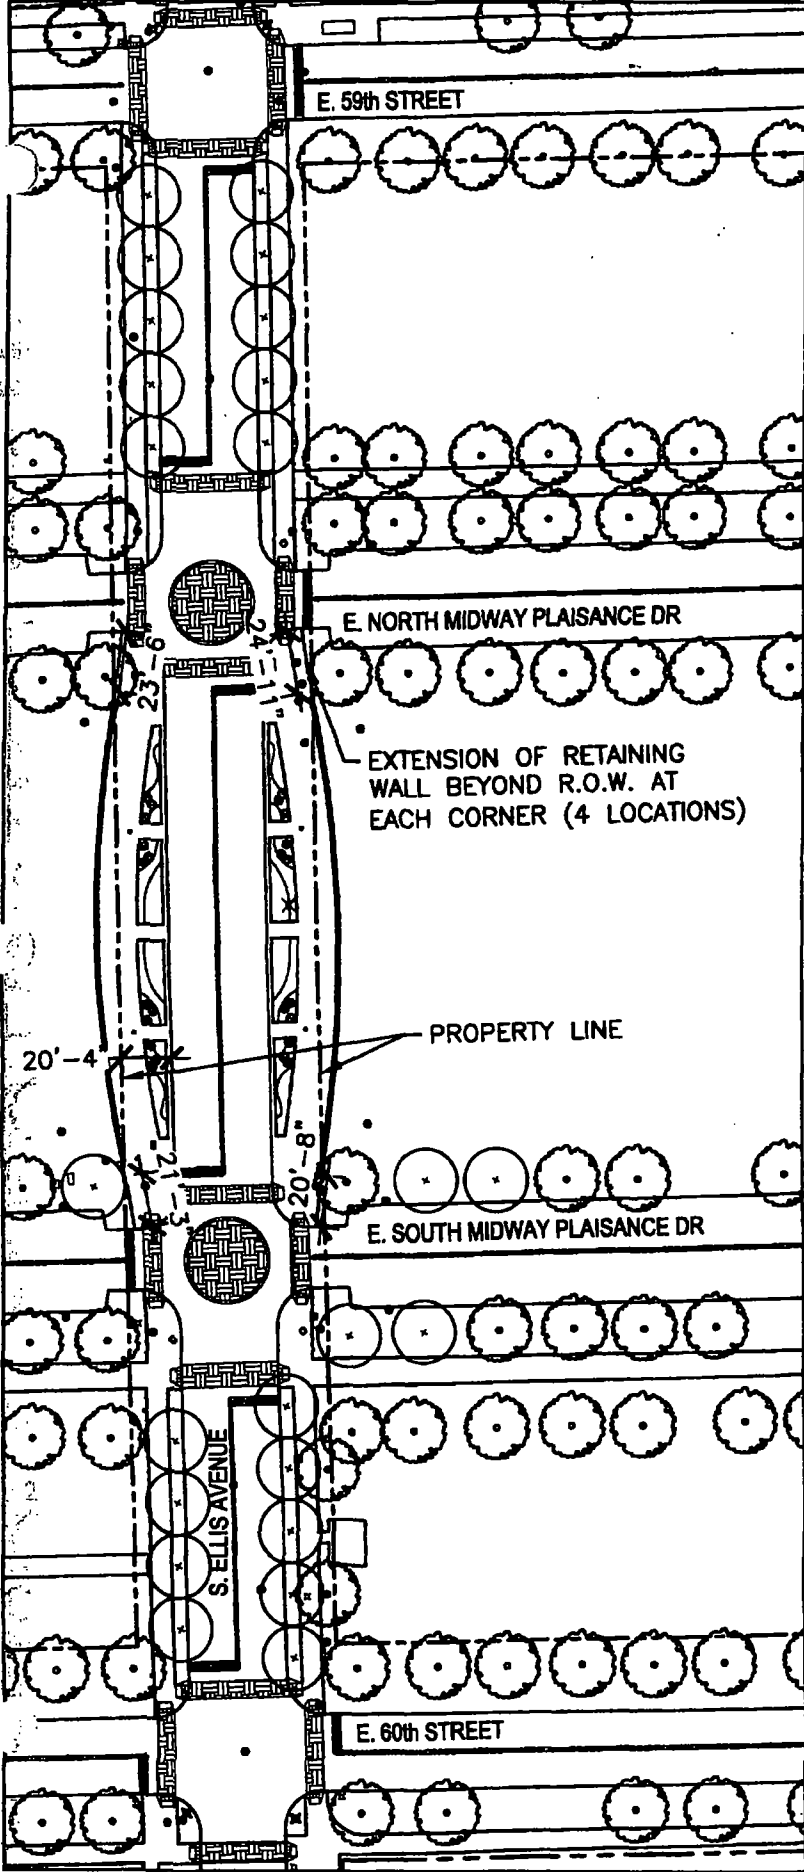 E. 59th STREET
E. NORTH MIDWAY PLAISANCE DR
23'-6"
24'-11"
EXTENSION OF RETAINING
WALL BEYOND R.O.W. AT
EACH CORNER (4 LOCATIONS)
PROPERTY LINE
20'-4"
21'-3"
20'-8"
E. SOUTH MIDWAY PLAISANCE DR
S. ELLIS AVENUE
E. 60th STREET